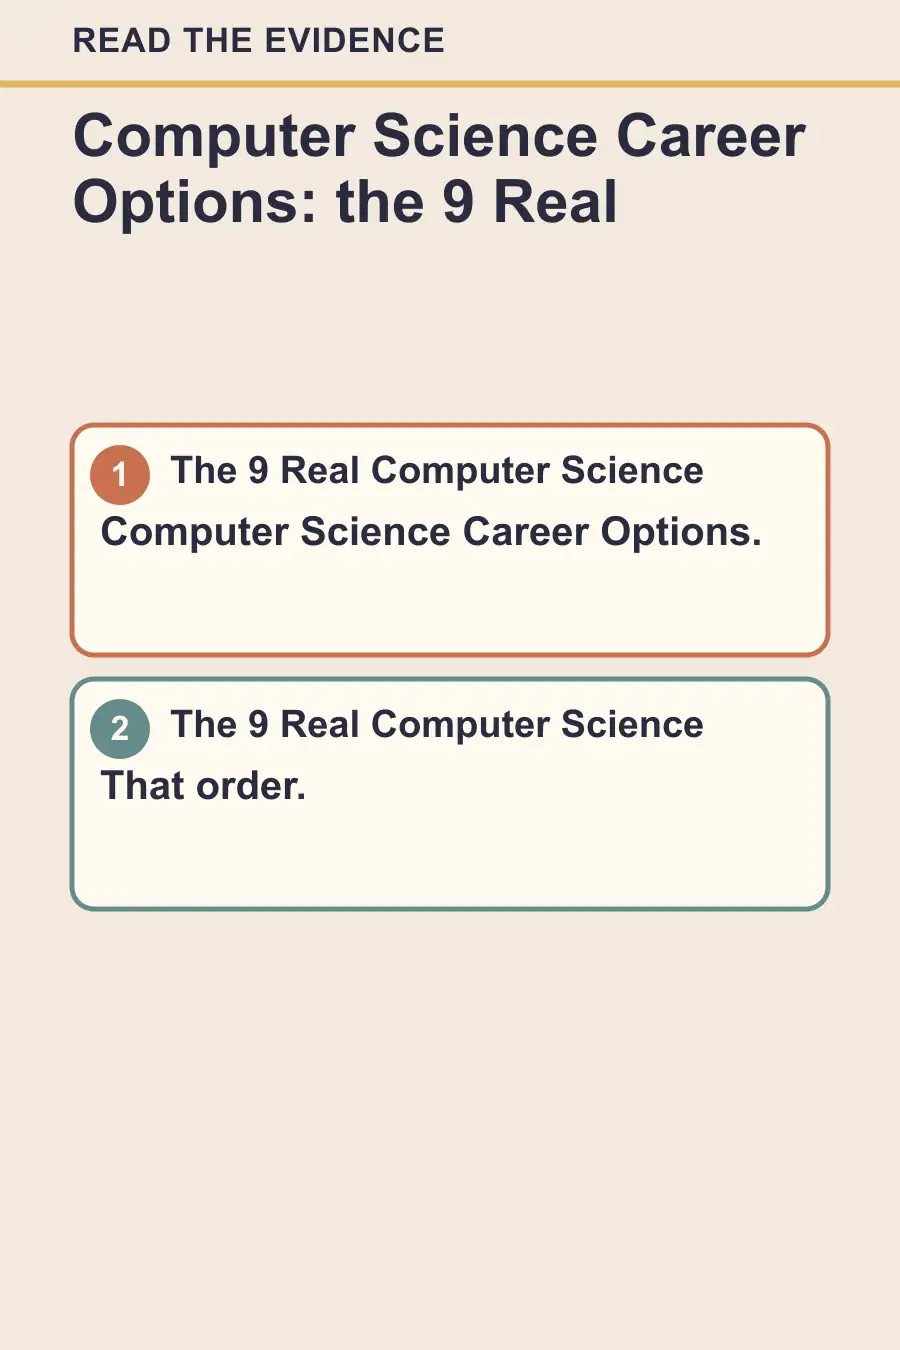 READ THE EVIDENCE
Computer Science Career
Options: the 9 Real
1 The 9 Real Computer Science
Computer Science Career Options.
2 The 9 Real Computer Science
That order.